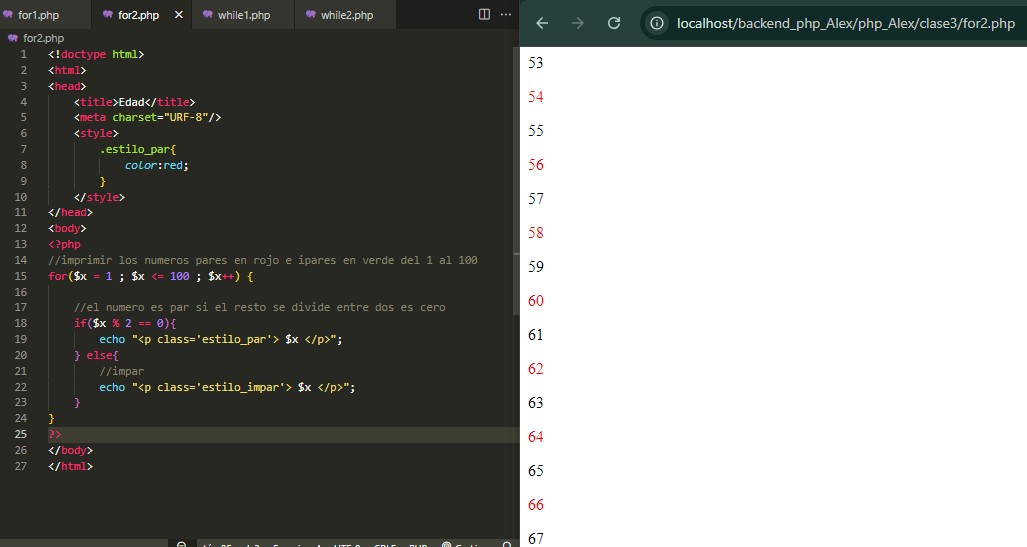 for1.php for2.php while1.php while2.php
for2.php
1 <!doctype html>
2 <html>
3 <head>
4 <title>Edad</title>
5 <meta charset="URF-8"/>
6 <style>
7 .estilo_par{
8 color:red;
9 }
10 </style>
11 </head>
12 <body>
13 <?php
14 //imprimir los numeros pares en rojo e ipares en verde del 1 al 100
15 for($x = 1 ; $x <= 100 ; $x++) {
16
17 //el numero es par si el resto se divide entre dos es cero
18 if($x % 2 == 0){
19 echo "<p class='estilo_par'> $x </p>";
20 } else{
21 //impar
22 echo "<p class='estilo_impar'> $x </p>";
23 }
24 }
25 ?>
26 </body>
27 </html>
localhost/backend_php_Alex/php_Alex/clase3/for2.php
53
54
55
56
57
58
59
60
61
62
63
64
65
66
67